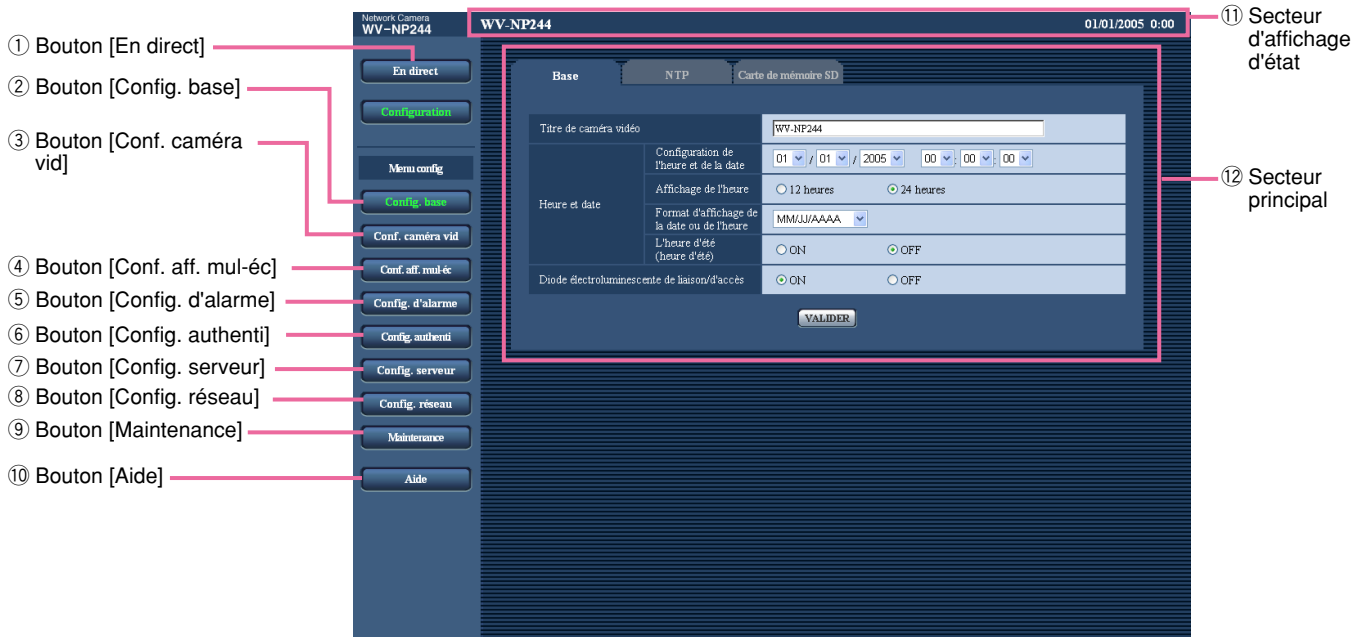 ① Bouton [En direct]
② Bouton [Config. base]
③ Bouton [Conf. caméra
vid]
④ Bouton [Conf. aff. mul-éc]
⑤ Bouton [Config. d'alarme]
⑥ Bouton [Config. authenti]
⑦ Bouton [Config. serveur]
⑧ Bouton [Config. réseau]
⑨ Bouton [Maintenance]
⑩ Bouton [Aide]
Network Camera
WV-NP244
En direct
Configuration
Menu config
Config. base
Conf. caméra vid
Conf. aff. mul-éc
Config. d'alarme
Config. authenti
Config. serveur
Config. réseau
Maintenance
Aide
WV-NP244 01/01/2005 0:00
Base NTP Carte de mémoire SD
Titre de caméra vidéo WV-NP244
Heure et date
Configuration de
l'heure et de la date
01 / 01 / 2005 00 : 00 : 00
Affichage de l'heure 12 heures 24 heures
Format d'affichage de
la date ou de l'heure
MM/JJ/AAAA
L'heure d'été
(heure d'été)
ON OFF
Diode électroluminescente de liaison/d'accès ON OFF
VALIDER
⑪ Secteur
d'affichage
d'état
⑫ Secteur
principal